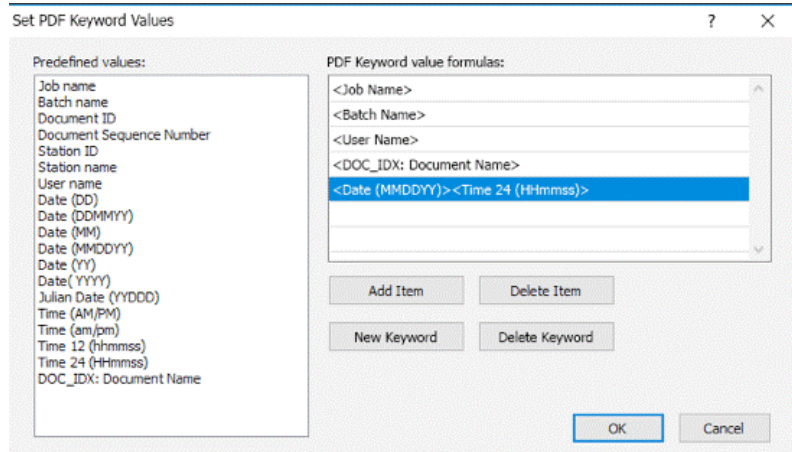 Set PDF Keyword Values
?
Predefined values:
Job name
Batch name
Document ID
Document Sequence Number
Station ID
Station name
User name
Date (DD)
Date (DDMMYY)
Date (MM)
Date (MMDDYY)
Date (YY)
Date( YYYY)
Julian Date (YYDDD)
Time (AM/PM)
Time (am/pm)
Time 12 (hhmmss)
Time 24 (HHmmss)
DOC_IDX: Document Name
PDF Keyword value formulas:
<Job Name>
<Batch Name>
<User Name>
<DOC_IDX: Document Name>
<Date (MMDDYY)><Time 24 (HHmmss)>
Add Item
Delete Item
New Keyword
Delete Keyword
OK
Cancel